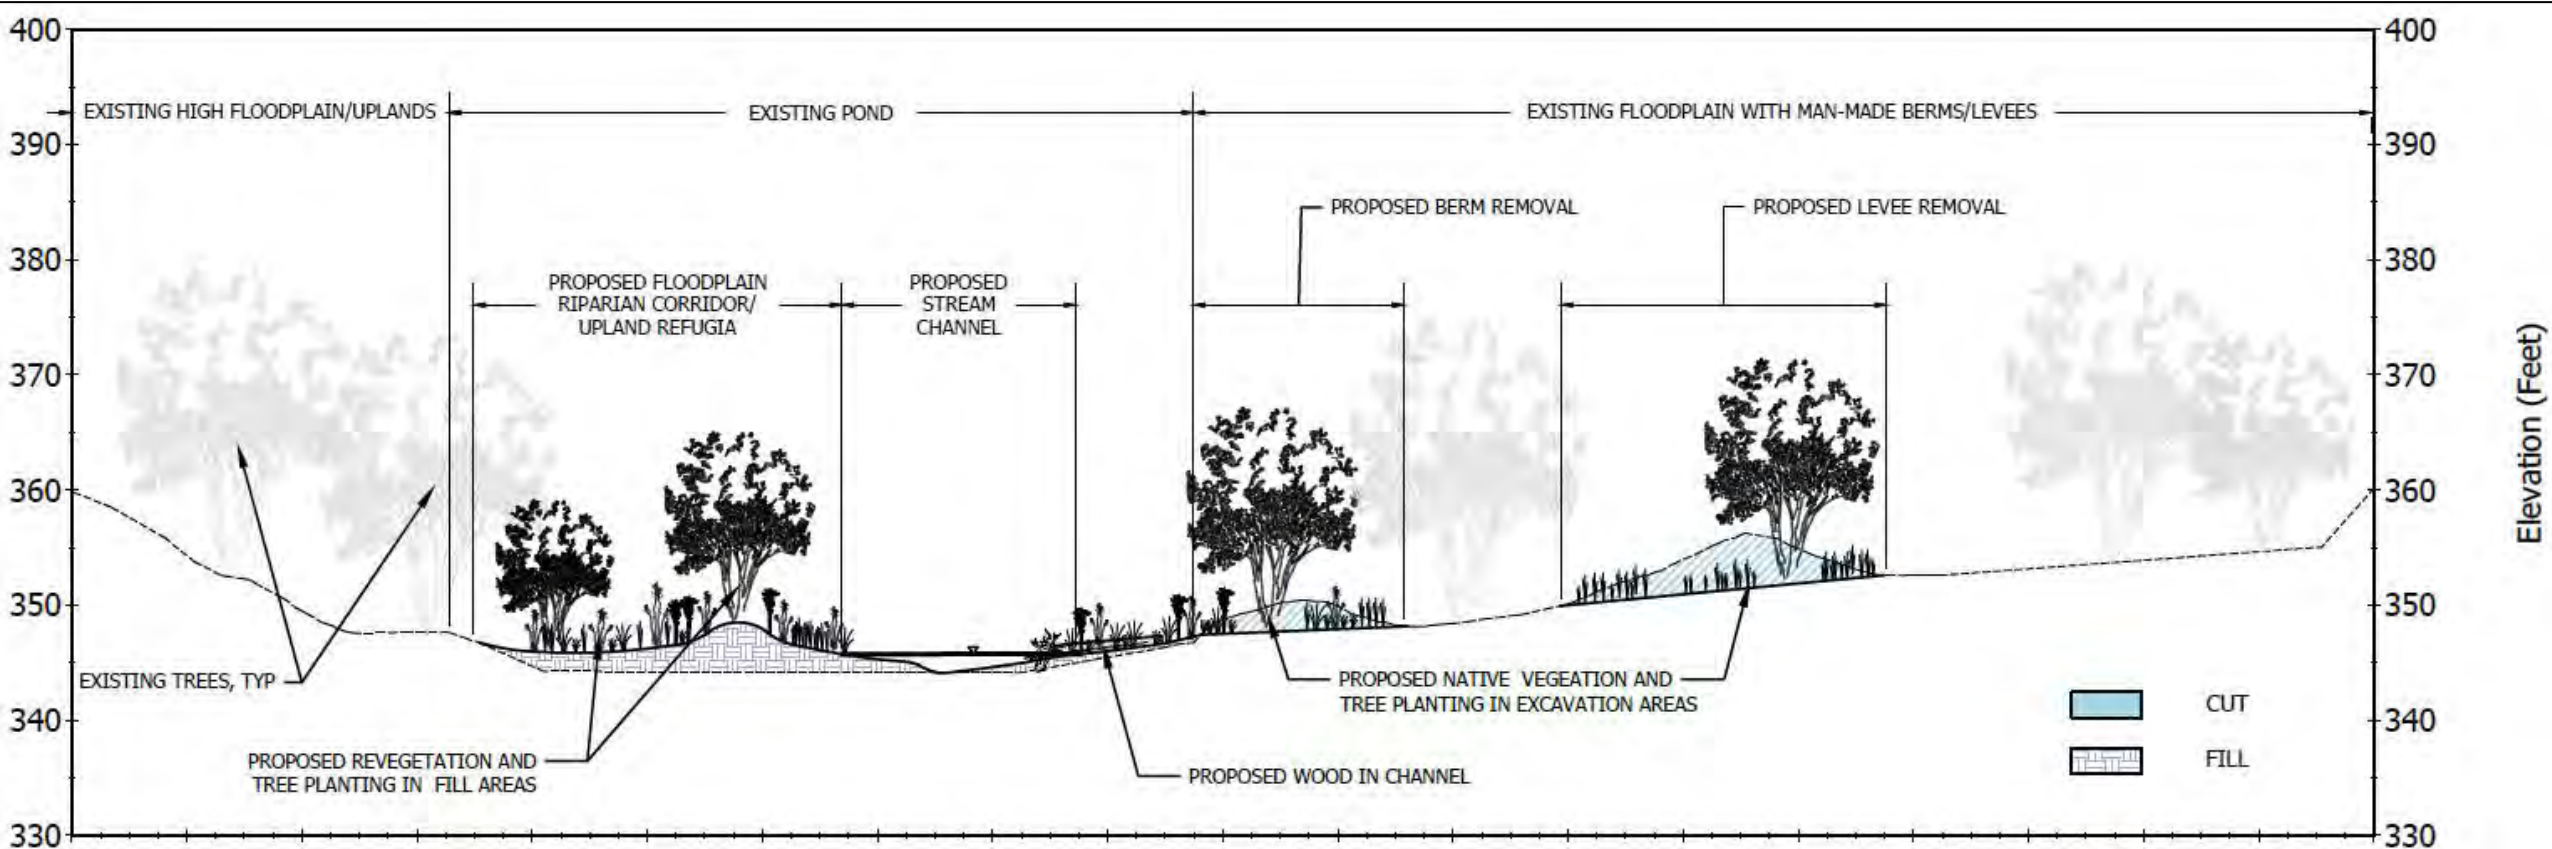 400
400
EXISTING HIGH FLOODPLAIN/UPLANDS
EXISTING POND
EXISTING FLOODPLAIN WITH MAN-MADE BERMS/LEVEES
390
390
PROPOSED BERM REMOVAL
PROPOSED LEVEE REMOVAL
380
380
PROPOSED FLOODPLAIN
RIPARIAN CORRIDOR/
UPLAND REFUGIA
PROPOSED
STREAM
CHANNEL
370
370
360
360
Elevation (Feet)
350
350
EXISTING TREES, TYP
PROPOSED NATIVE VEGEATION AND
TREE PLANTING IN EXCAVATION AREAS
CUT
340
340
PROPOSED REVEGETATION AND
TREE PLANTING IN FILL AREAS
PROPOSED WOOD IN CHANNEL
FILL
330
330